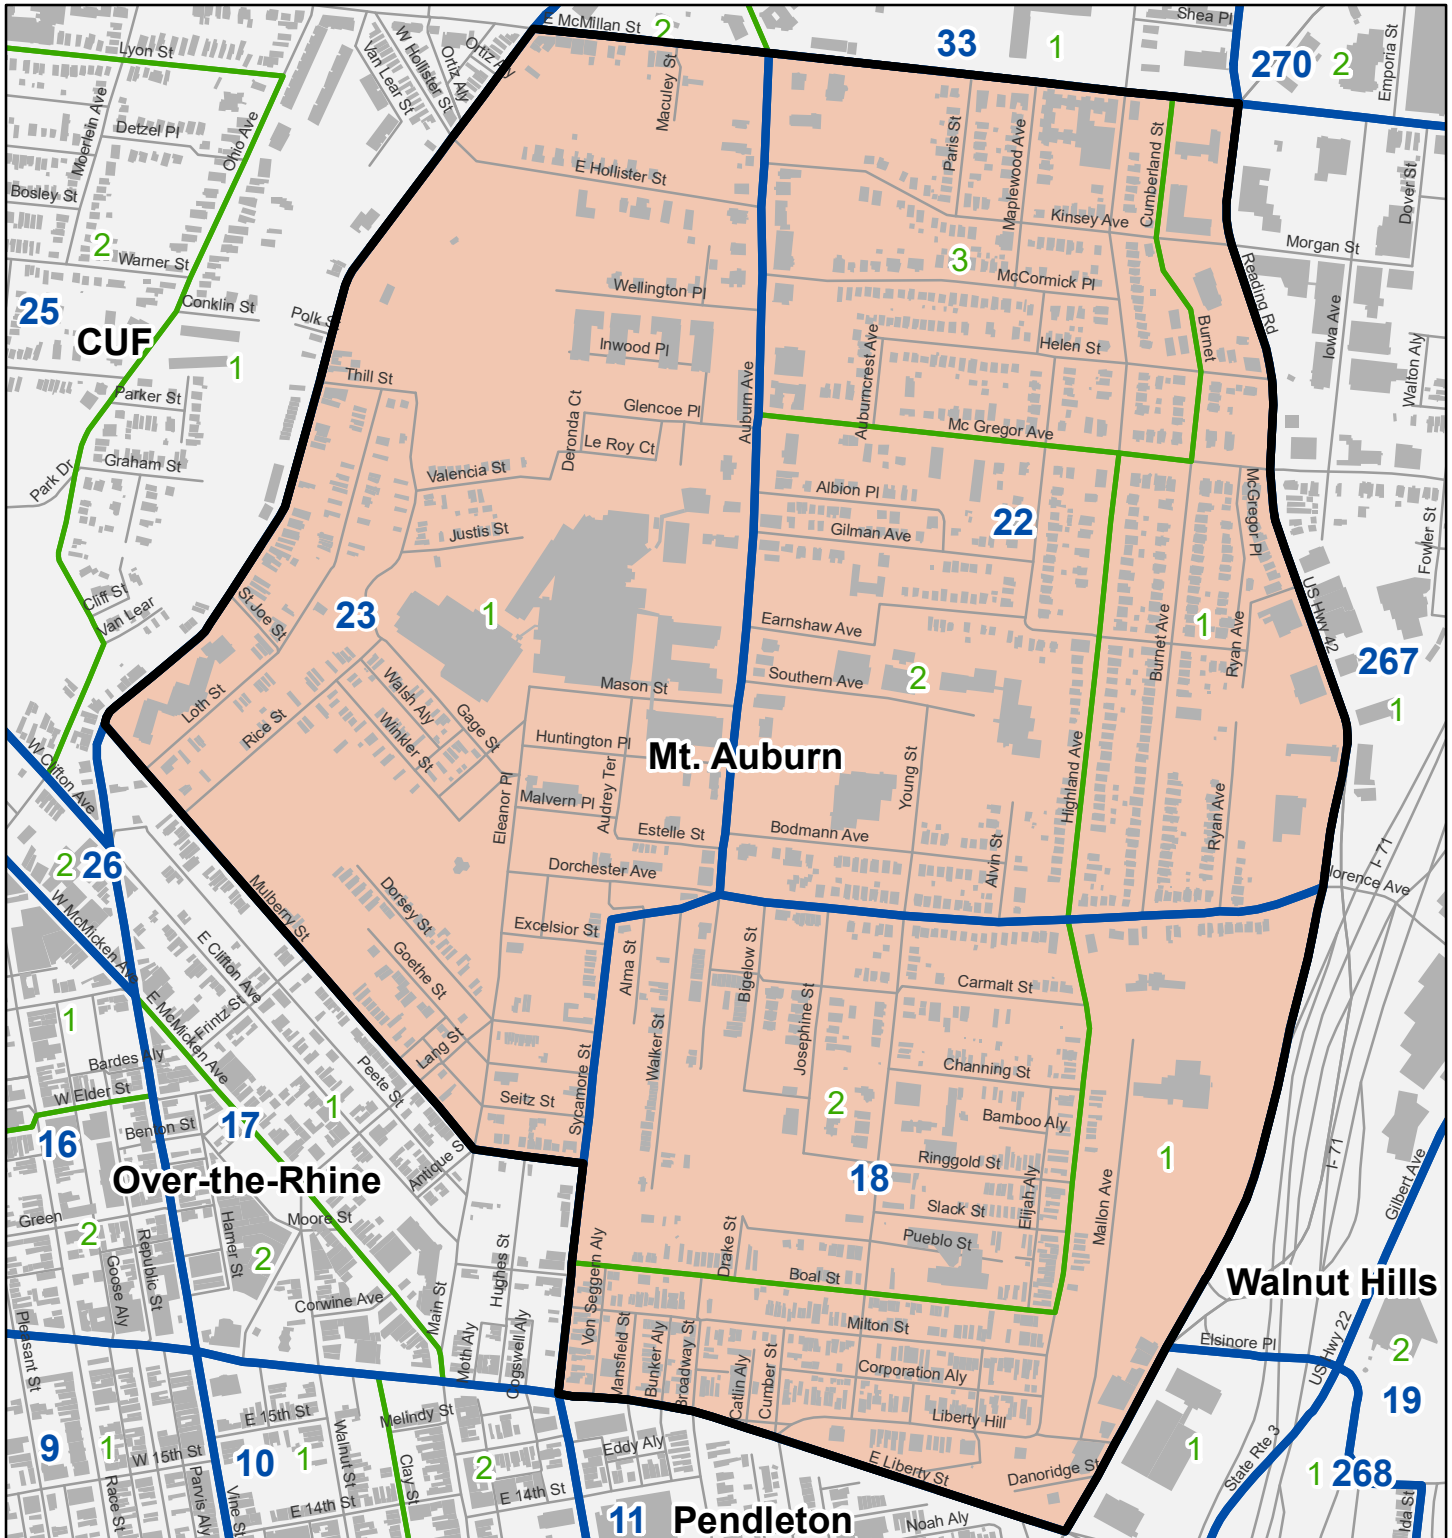 E McMillan St
2
33
1
Shea Pl
270
2
Emporia St
Lyon St
Van Lear St
W Hollister St
Ortiz Aly
Ortiz Aly
Maculey St
Moerlein Ave
Detzel Pl
Ohio Ave
E Hollister St
Paris St
Maplewood Ave
Cumberland St
Dover St
Bosley St
Kinsey Ave
2
Warner St
3
Morgan St
McCormick Pl
Reading Rd
Wellington Pl
25
Conklin St
Polk S
CUF
1
Inwood Pl
Auburncrest Ave
Helen St
Burnet
Iowa Ave
Walton Aly
Thill St
Parker St
Auburn Ave
Deronda Ct
Glencoe Pl
Mc Gregor Ave
Le Roy Ct
Graham St
Park Dr
Valencia St
McGregor Pl
Albion Pl
22
Gilman Ave
Justis St
Fowler St
Cliff St
Van Lear
St Joe St
23
1
Earnshaw Ave
US Hwy 42
1
Burnet Ave
Ryan Ave
267
Southern Ave
2
1
Mason St
Loth St
Rice St
Walsh Aly
Gage St
Winkler St
Huntington Pl
Mt. Auburn
W Clifton Ave
Eleanor Pl
Malvern Pl
Audrey Ter
Young St
Highland Ave
Ryan Ave
Estelle St
Bodmann Ave
Alvin St
I- 71
2
26
Dorchester Ave
lorence Ave
Mulberry St
Dorsey St
W McMicken Ave
Excelsior St
E Clifton Ave
Goethe St
Alma St
Bigelow St
Carmalt St
E McMicken Ave
Frintz St
1
Josephine St
Walker St
Lang St
Bardes Aly
Peete St
Channing St
W Elder St
Seitz St
Sycamore St
2
Bamboo Aly
1
17
16
Benton St
Antique S
Ringgold St
1
I- 71
Over-the-Rhine
18
Elijah Aly
Mallon Ave
Gilbert Ave
Slack St
Green
Moore St
2
Republic St
Hamer St
2
Goose Aly
Hughes St
Von Seggern Aly
Drake St
Pueblo St
Boal St
Walnut Hills
Corwine Ave
Main St
Milton St
Elsinore Pl
US Hwy 22
Pleasant St
Moth Aly
Cogswell Aly
Mansfield St
Bunker Aly
Broadway St
Catlin Aly
Cumber St
Corporation Aly
2
19
E 15th St
Melindy St
Liberty Hill
9
1
W 15th St
10
1
Walnut St
Clay St
2
Eddy Aly
E Liberty St
Danoridge St
1
State Rte 3
1
268
Race St
Parvis Aly
Vine St
E 14th St
E 14th St
11
Pendleton
Noah Aly
Ida St